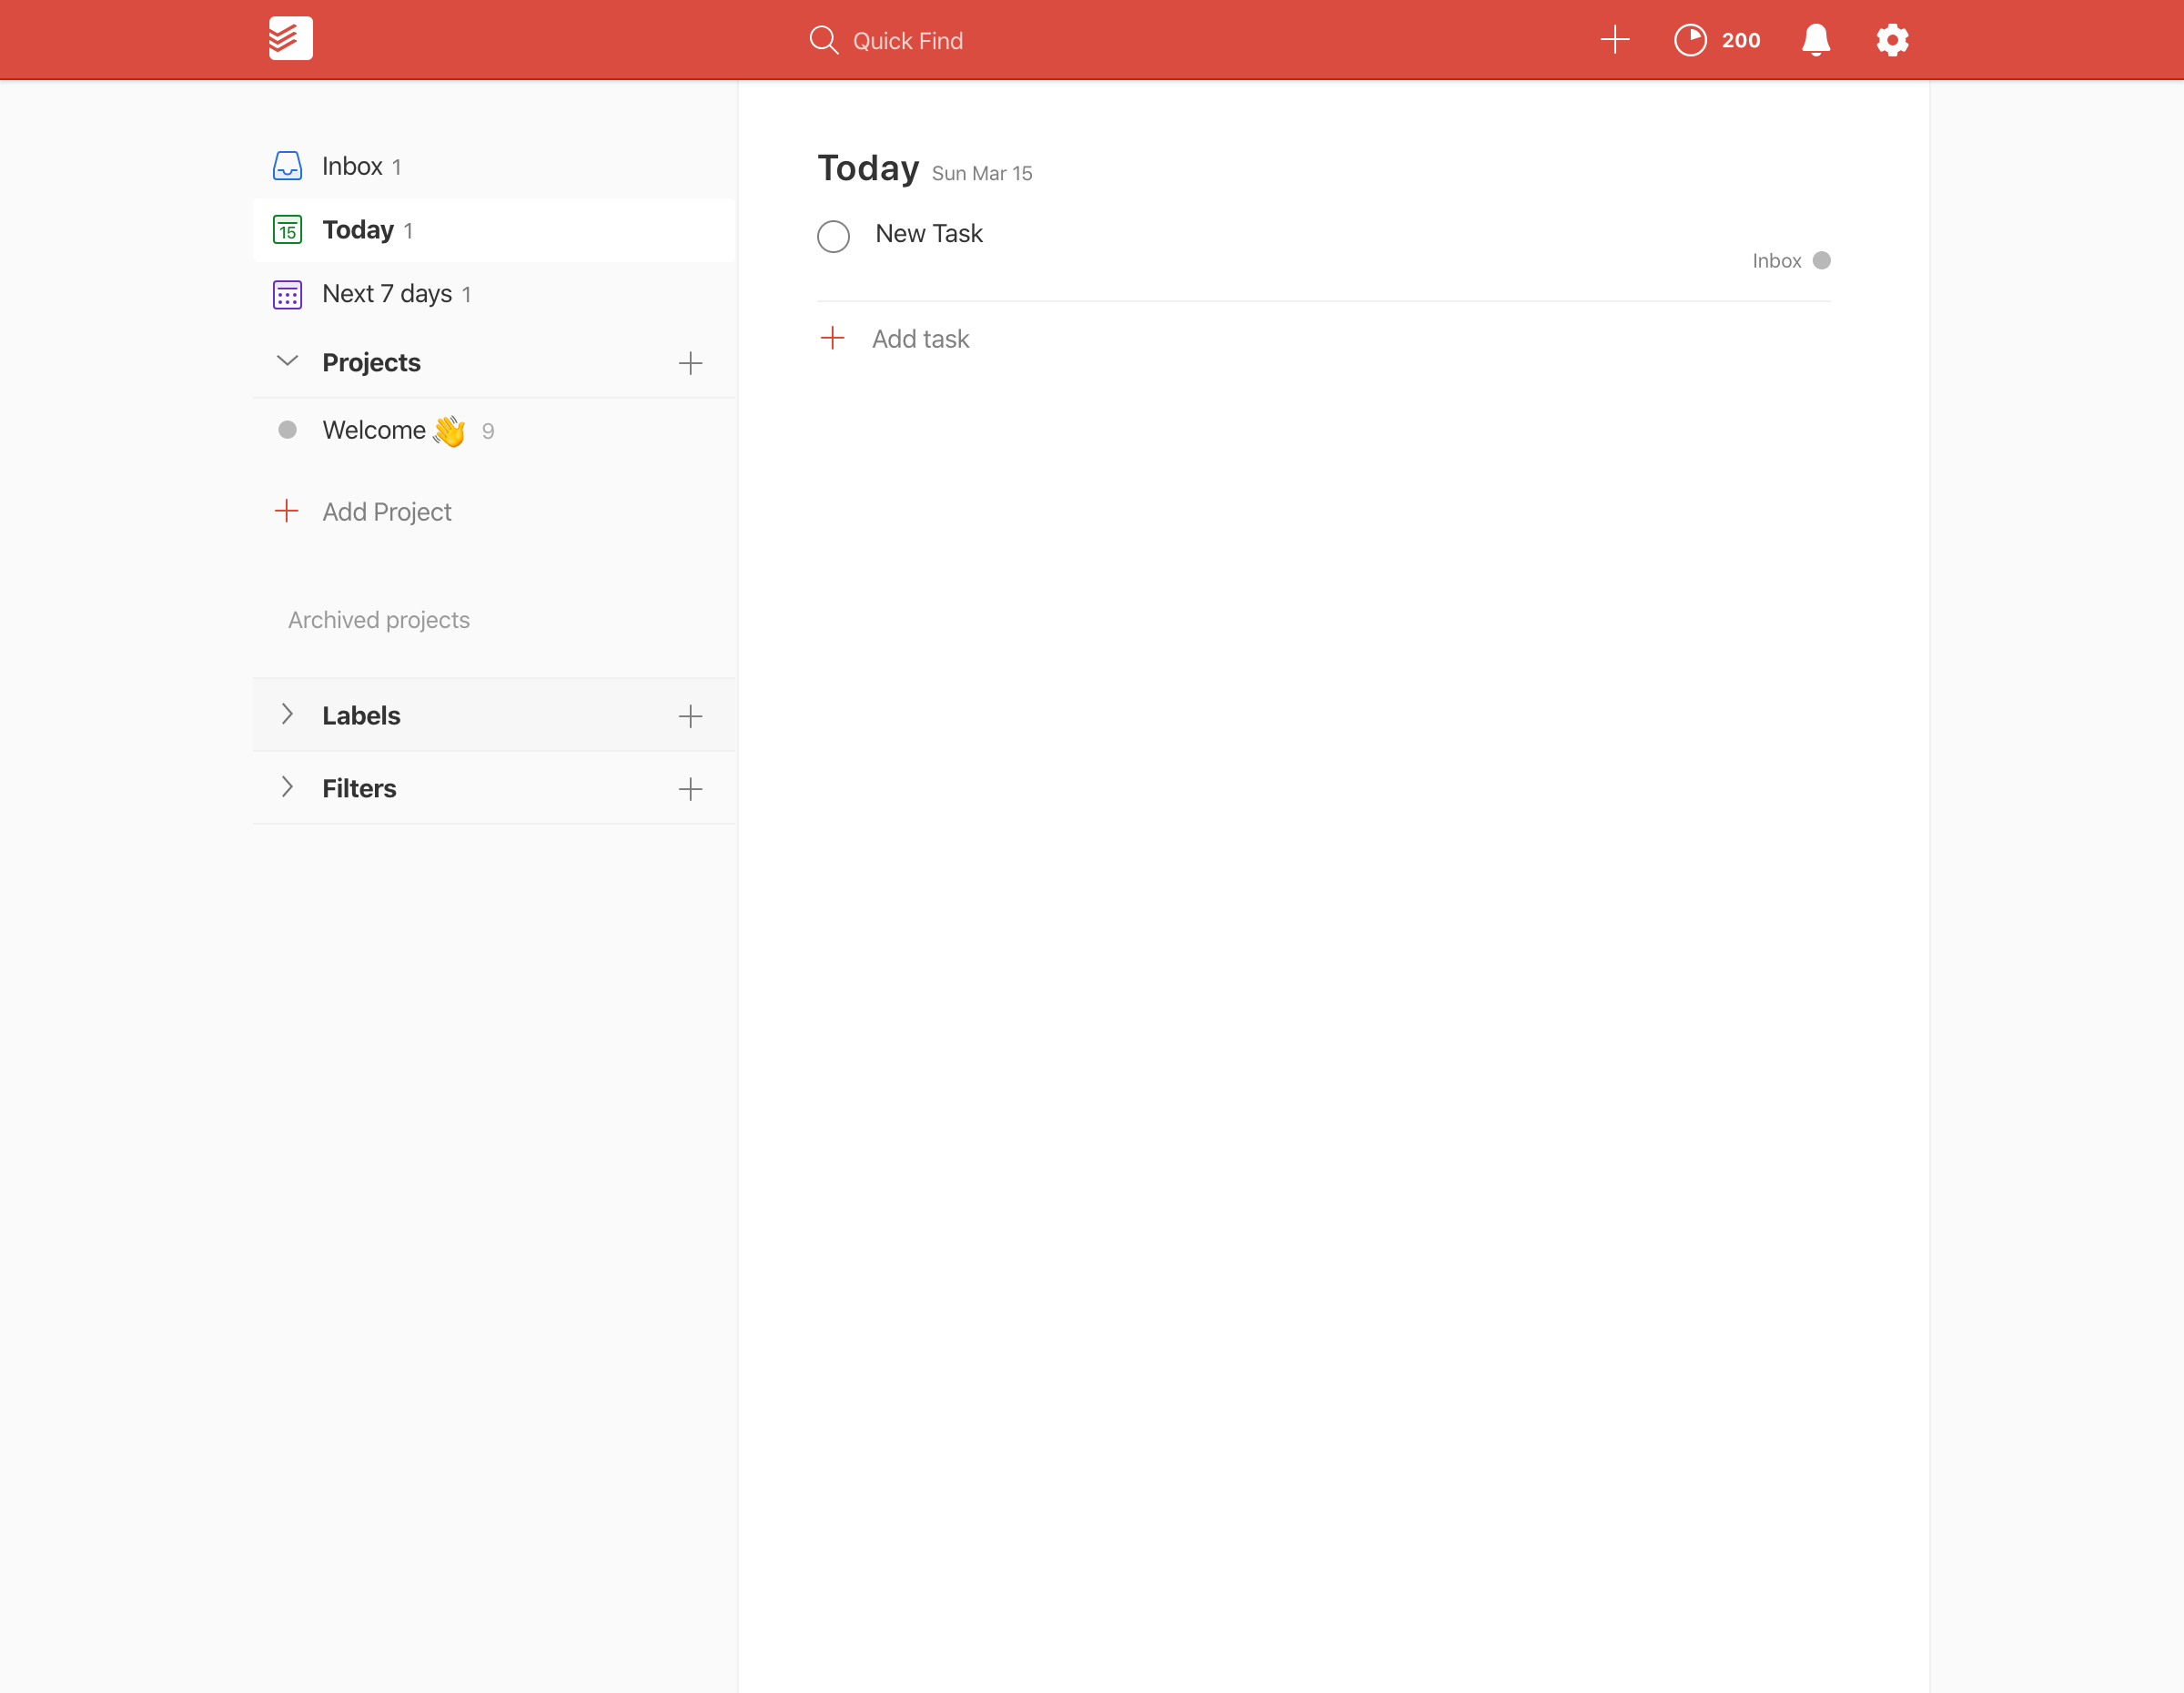 Quick Find
200
Inbox 1
15
Today 1
Next 7 days 1
Projects
Welcome 👋 9
Add Project
Archived projects
Labels
Filters
Today Sun Mar 15
New Task
Inbox
Add task